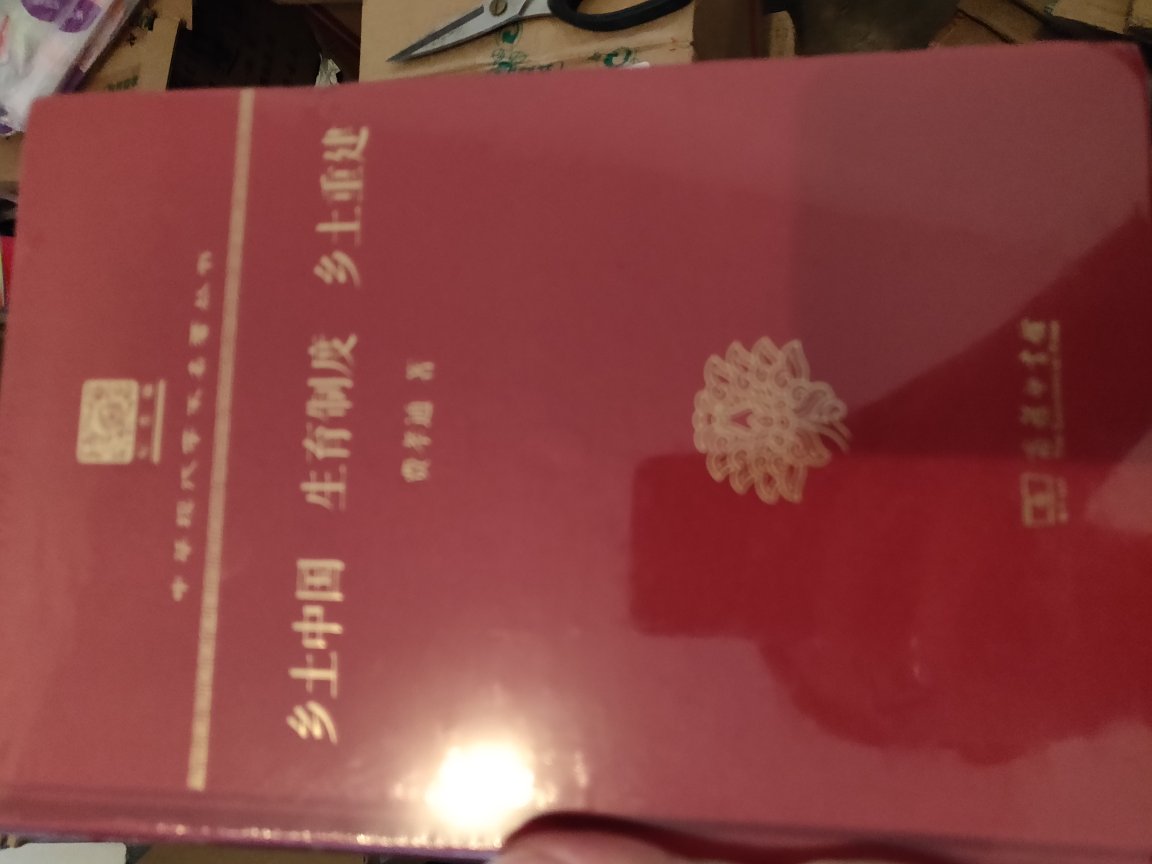 中华现代学术名著丛书
乡土中国 生育制度 乡土重建
费孝通 著
商务印书馆